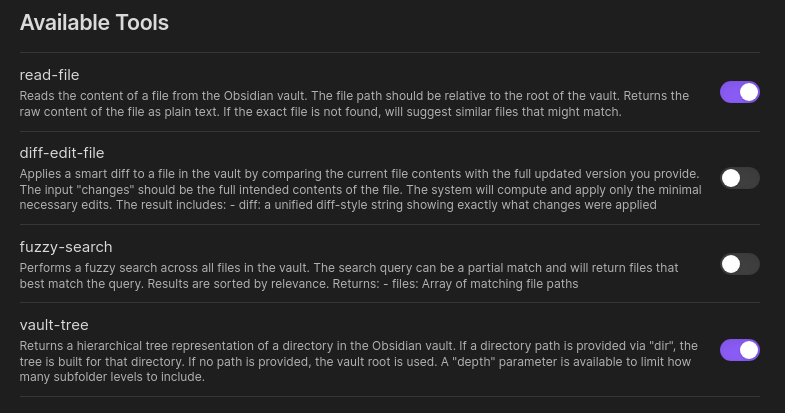 Available Tools
read-file
Reads the content of a file from the Obsidian vault. The file path should be relative to the root of the vault. Returns the
raw content of the file as plain text. If the exact file is not found, will suggest similar files that might match.
diff-edit-file
Applies a smart diff to a file in the vault by comparing the current file contents with the full updated version you provide.
The input "changes" should be the full intended contents of the file. The system will compute and apply only the minimal
necessary edits. The result includes: - diff: a unified diff-style string showing exactly what changes were applied
fuzzy-search
Performs a fuzzy search across all files in the vault. The search query can be a partial match and will return files that
best match the query. Results are sorted by relevance. Returns: - files: Array of matching file paths
vault-tree
Returns a hierarchical tree representation of a directory in the Obsidian vault. If a directory path is provided via "dir", the
tree is built for that directory. If no path is provided, the vault root is used. A "depth" parameter is available to limit how
many subfolder levels to include.